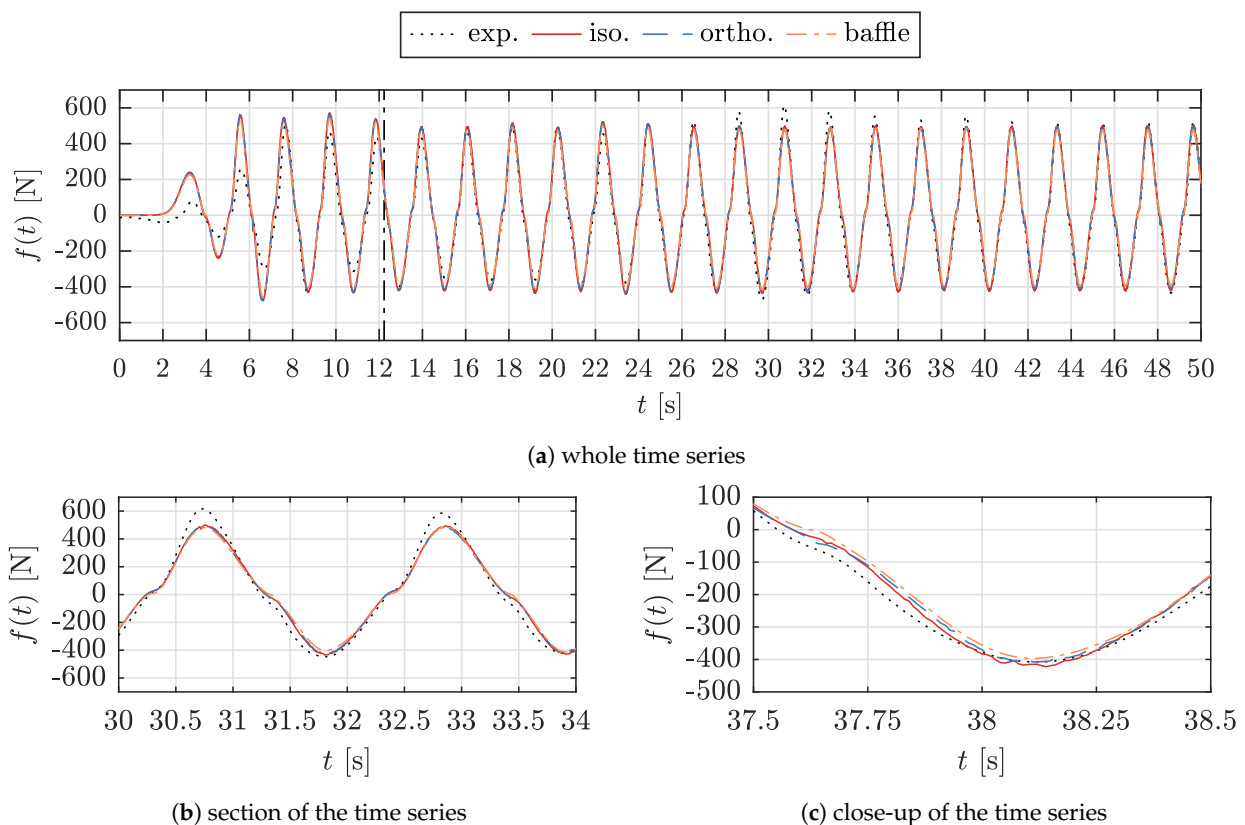 exp. iso. ortho. baffle
600
400
200
0
-200
-400
-600
f(t) [N]
0 2 4 6 8 10 12 14 16 18 20 22 24 26 28 30 32 34 36 38 40 42 44 46 48 50
t [s]
(a) whole time series
600
400
200
0
-200
-400
-600
f(t) [N]
30 30.5 31 31.5 32 32.5 33 33.5 34
t [s]
(b) section of the time series
100
0
-100
-200
-300
-400
-500
f(t) [N]
37.5 37.75 38 38.25 38.5
t [s]
(c) close-up of the time series